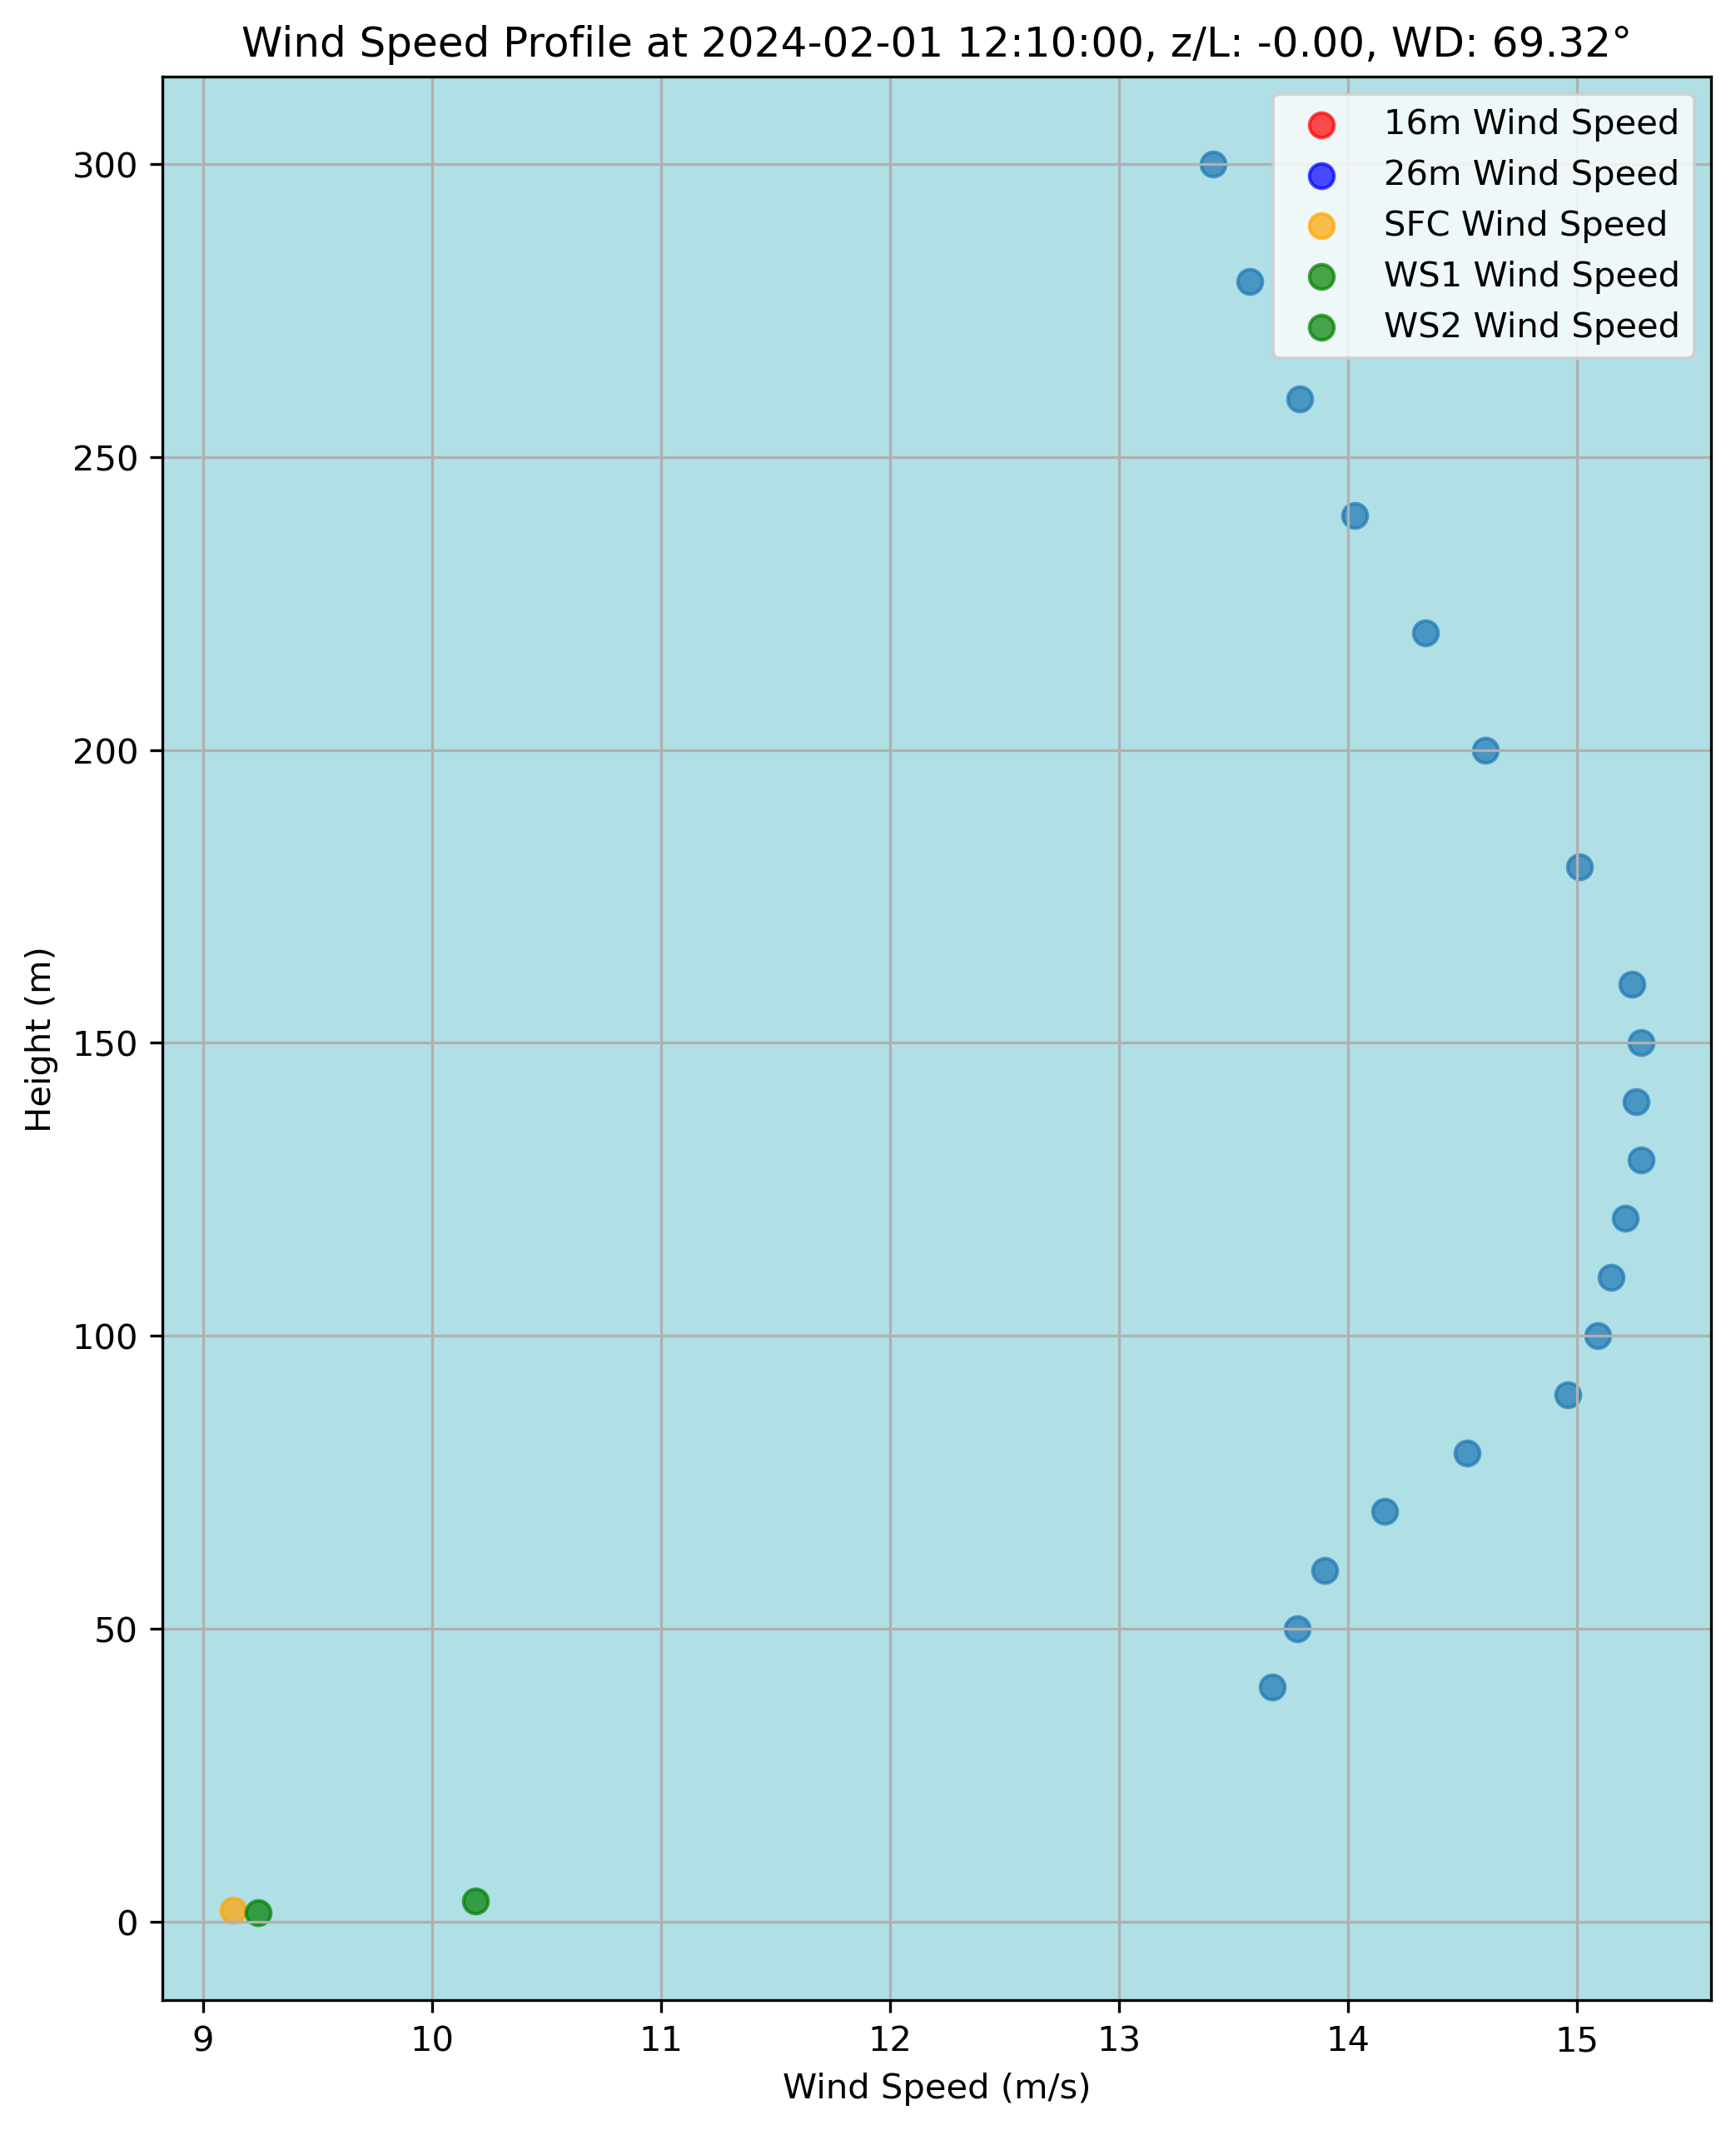 Wind Speed Profile at 2024-02-01 12:10:00, z/L: -0.00, WD: 69.32°
16m Wind Speed
26m Wind Speed
SFC Wind Speed
WS1 Wind Speed
WS2 Wind Speed
300
250
200
150
100
50
0
Height (m)
9 10 11 12 13 14 15
Wind Speed (m/s)